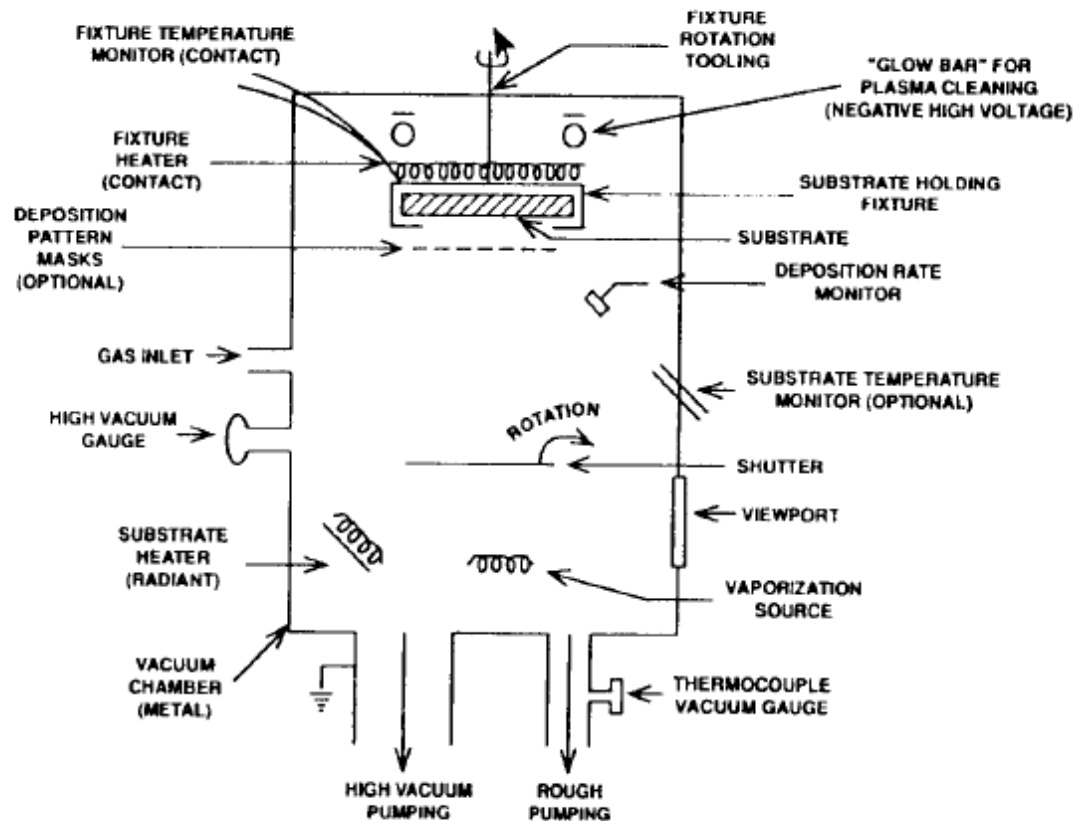 FIXTURE TEMPERATURE
MONITOR (CONTACT)
FIXTURE
ROTATION
TOOLING
"GLOW BAR" FOR
PLASMA CLEANING
(NEGATIVE HIGH VOLTAGE)
FIXTURE
HEATER
(CONTACT)
SUBSTRATE HOLDING
FIXTURE
DEPOSITION
PATTERN
MASKS
(OPTIONAL)
SUBSTRATE
DEPOSITION RATE
MONITOR
GAS INLET
SUBSTRATE TEMPERATURE
MONITOR (OPTIONAL)
HIGH VACUUM
GAUGE
ROTATION
SHUTTER
VIEWPORT
SUBSTRATE
HEATER
(RADIANT)
VAPORIZATION
SOURCE
VACUUM
CHAMBER
(METAL)
THERMOCOUPLE
VACUUM GAUGE
HIGH VACUUM
PUMPING
ROUGH
PUMPING